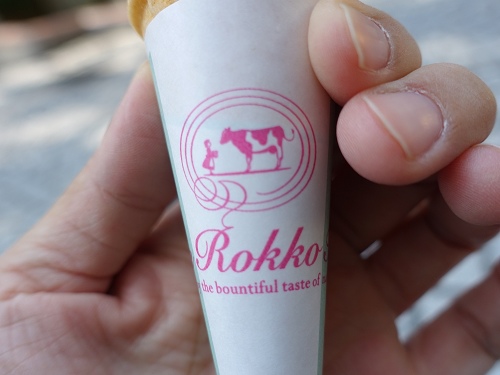 Rokko
the bountiful taste of